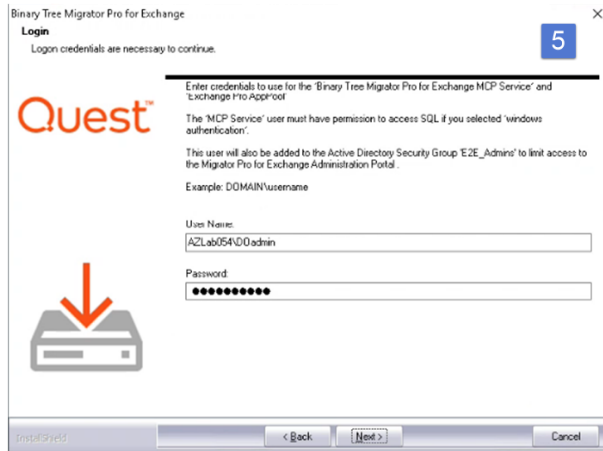 Binary Tree Migrator Pro for Exchange
Login
Logon credentials are necessary to continue.
5
Quest™
Enter credentials to use for the 'Binary Tree Migrator Pro for Exchange MCP Service' and
'Exchange Pro AppPool'
The 'MCP Service' user must have permission to access SQL if you selected 'windows
authentication'.
This user will also be added to the Active Directory Security Group 'E2E_Admins' to limit access to
the Migrator Pro for Exchange Administration Portal .
Example: DOMAIN\username
User Name:
AZLab054\DOadmin
Password:
●●●●●●●●●●
InstallShield
< Back
Next >
Cancel